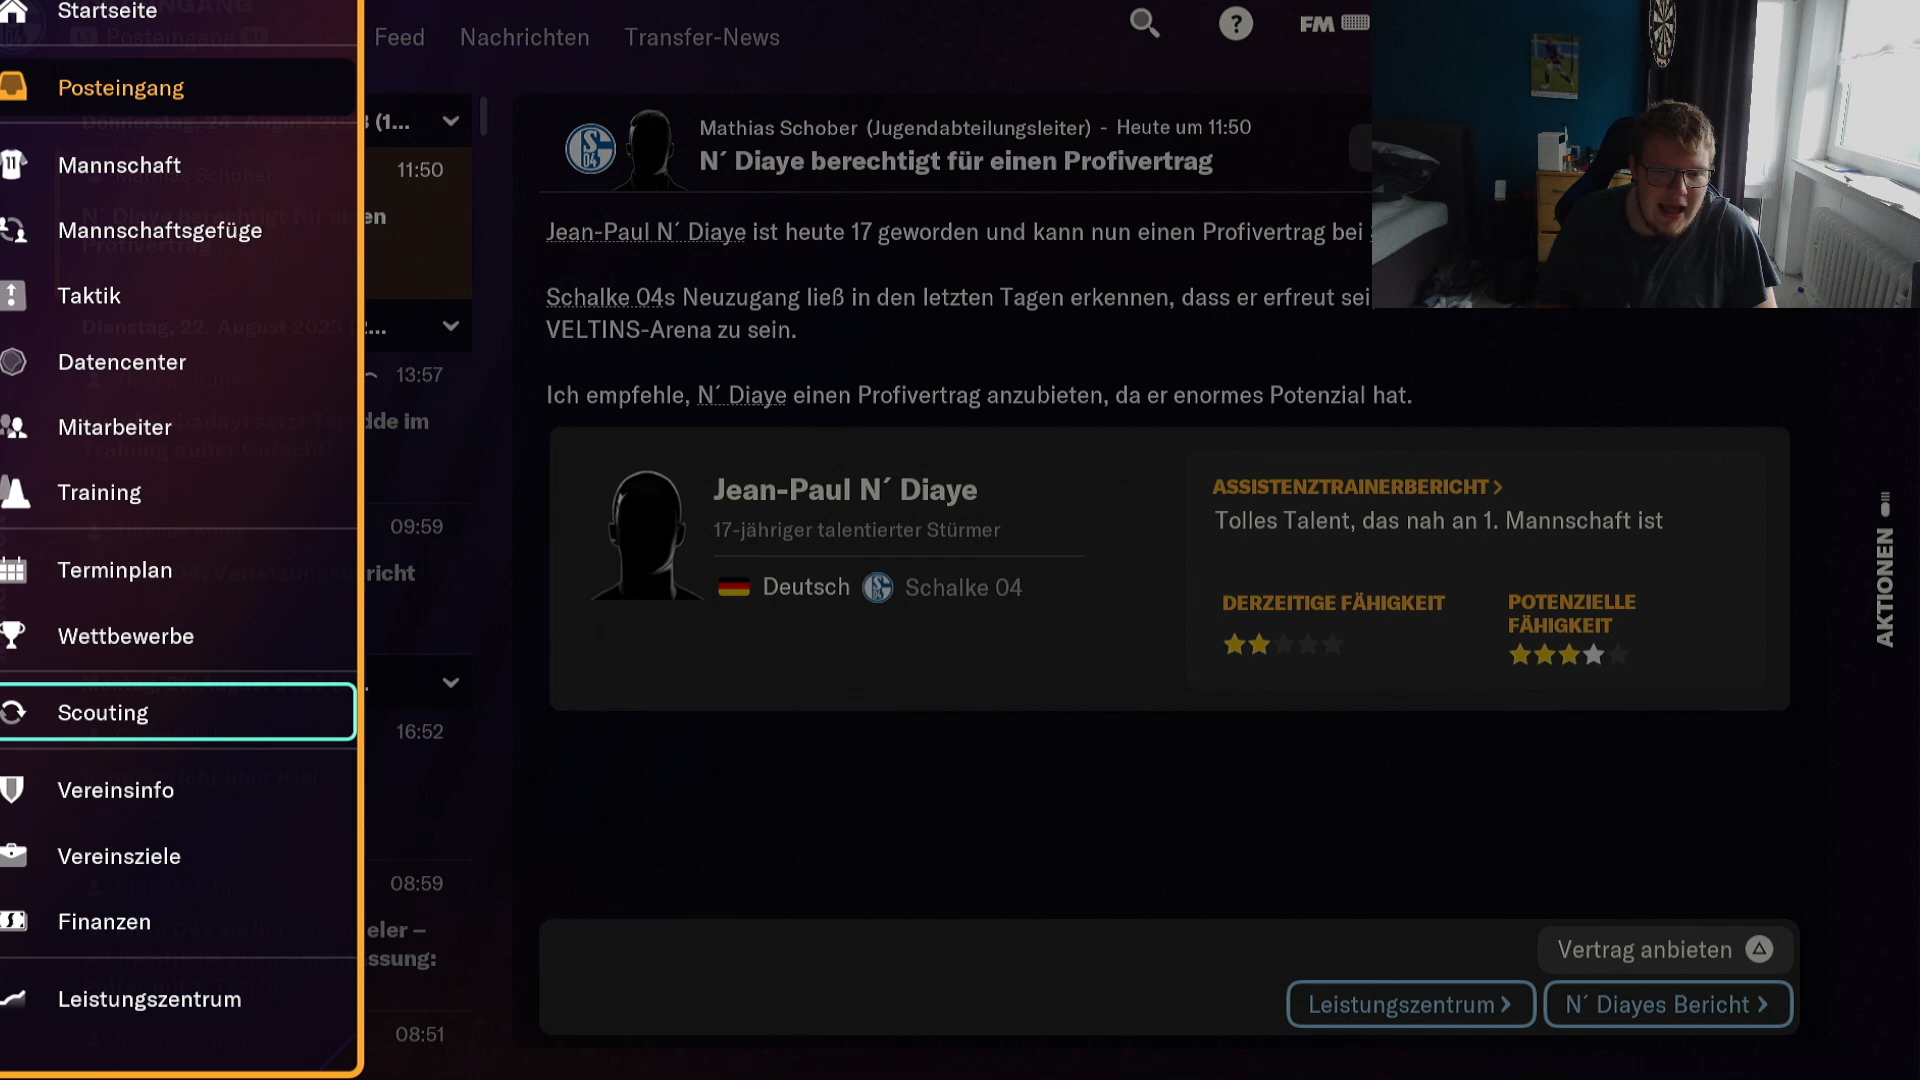 Startseite
Posteingang
Mannschaft
Mannschaftsgefüge
Taktik
Datencenter
Mitarbeiter
Training
Terminplan
Wettbewerbe
Scouting
Vereinsinfo
Vereinsziele
Finanzen
Leistungszentrum
Feed Nachrichten Transfer-News
FM
11:50
13:57
09:59
16:52
08:59
08:51
Mathias Schober (Jugendabteilungsleiter) - Heute um 11:50
N´ Diaye berechtigt für einen Profivertrag
Jean-Paul N´ Diaye ist heute 17 geworden und kann nun einen Profivertrag bei
Schalke 04s Neuzugang ließ in den letzten Tagen erkennen, dass er erfreut sei
VELTINS-Arena zu sein.
Ich empfehle, N´ Diaye einen Profivertrag anzubieten, da er enormes Potenzial hat.
Jean-Paul N´ Diaye
17-jähriger talentierter Stürmer
Deutsch Schalke 04
ASSISTENZTRAINERBERICHT >
Tolles Talent, das nah an 1. Mannschaft ist
DERZEITIGE FÄHIGKEIT
POTENZIELLE
FÄHIGKEIT
AKTIONEN
Vertrag anbieten
Leistungszentrum >
N´ Diayes Bericht >